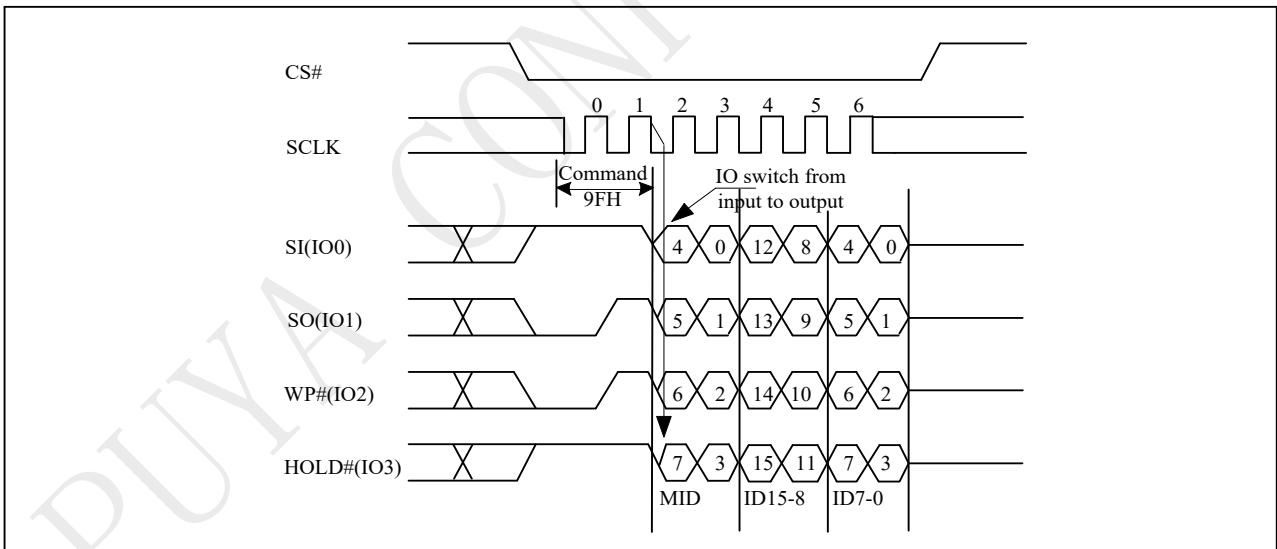 CS#
0 1 2 3 4 5 6
SCLK
Command
9FH
IO switch from
input to output
SI(IO0)
4 0 12 8 4 0
SO(IO1)
5 1 13 9 5 1
WP#(IO2)
6 2 14 10 6 2
HOLD#(IO3)
7 3 15 11 7 3
MID ID15-8 ID7-0